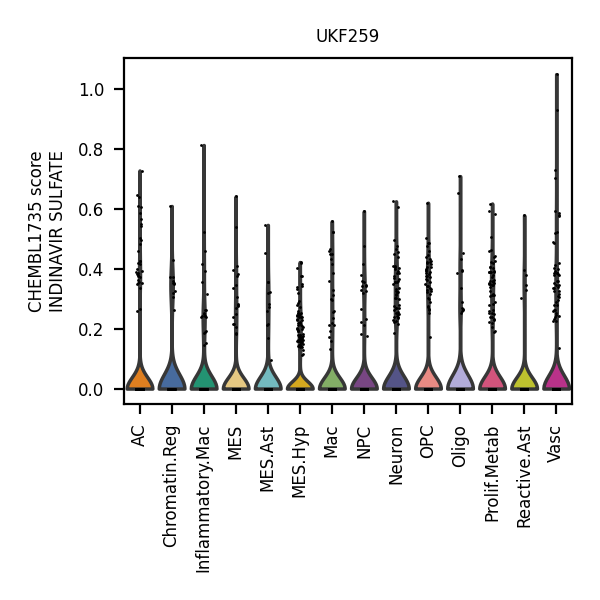 UKF259
CHEMBL1735 score
INDINAVIR SULFATE
1.0
0.8
0.6
0.4
0.2
0.0
AC
Chromatin.Reg
Inflammatory.Mac
MES
MES.Ast
MES.Hyp
Mac
NPC
Neuron
OPC
Oligo
Prolif.Metab
Reactive.Ast
Vasc